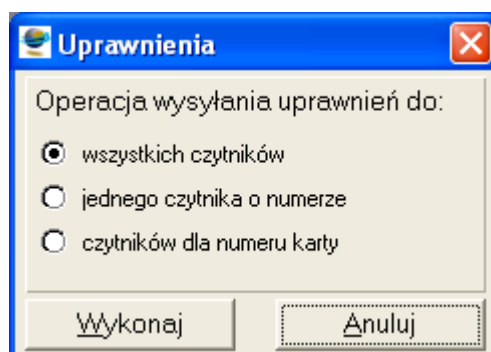 Uprawnienia
Operacja wysyłania uprawnień do:
wszystkich czytników
jednego czytnika o numerze
czytników dla numeru karty
Wykonaj Anuluj